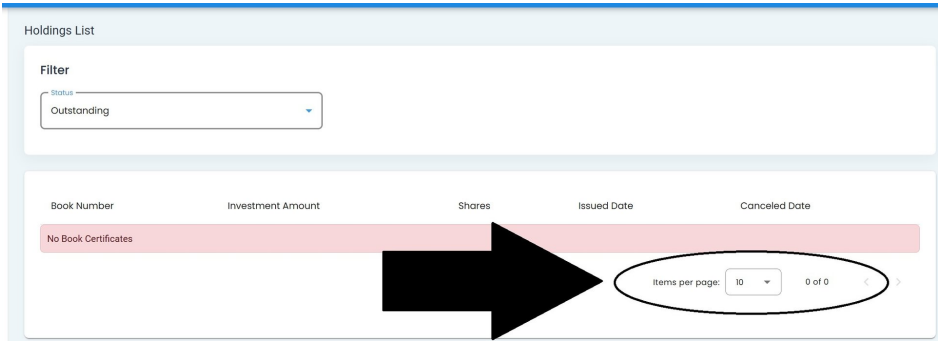 Holdings List
Filter
Status
Outstanding
Book Number Investment Amount Shares Issued Date Canceled Date
No Book Certificates
Items per page: 10 0 of 0